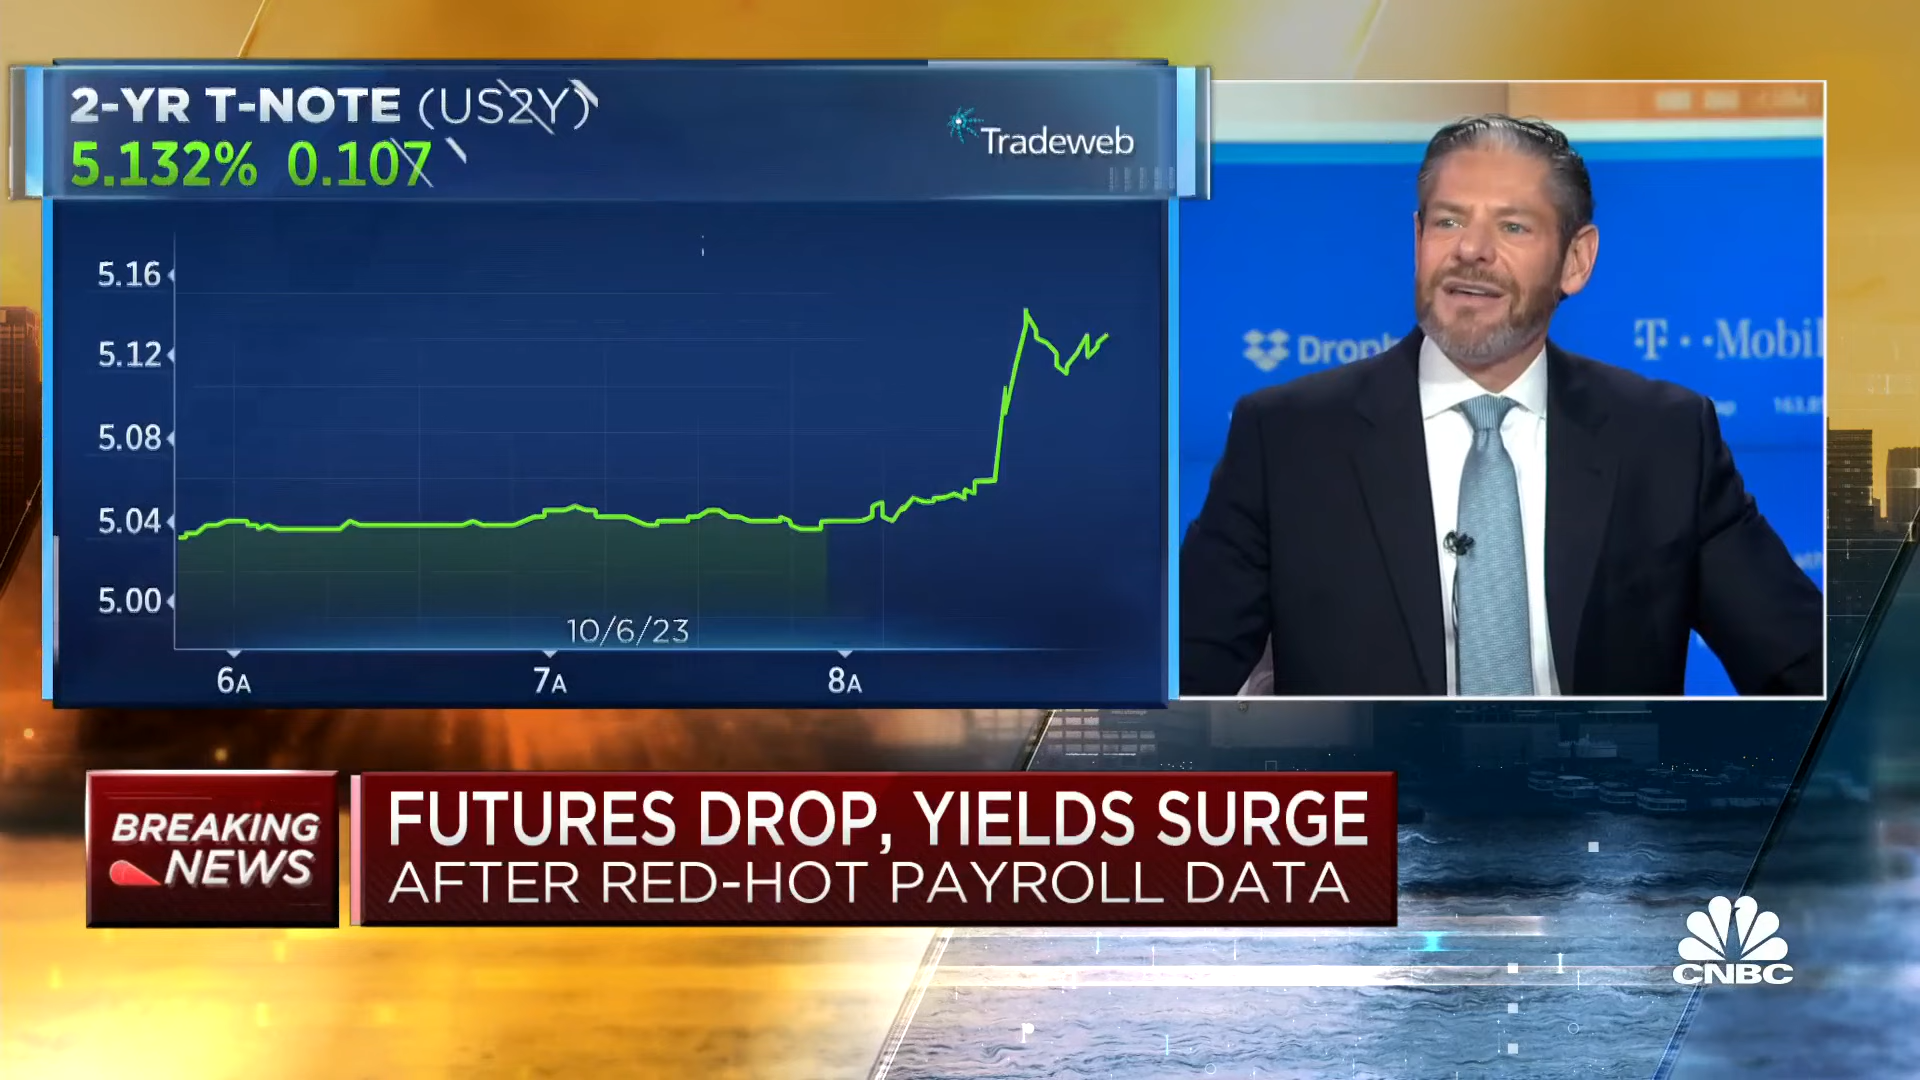 2-YR T-NOTE (US2Y)
5.132% 0.107
Tradeweb
5.16
5.12
5.08
5.04
5.00
10/6/23
6A
7A
8A
T··Mobil
BREAKING
NEWS
FUTURES DROP, YIELDS SURGE
AFTER RED-HOT PAYROLL DATA
CNBC